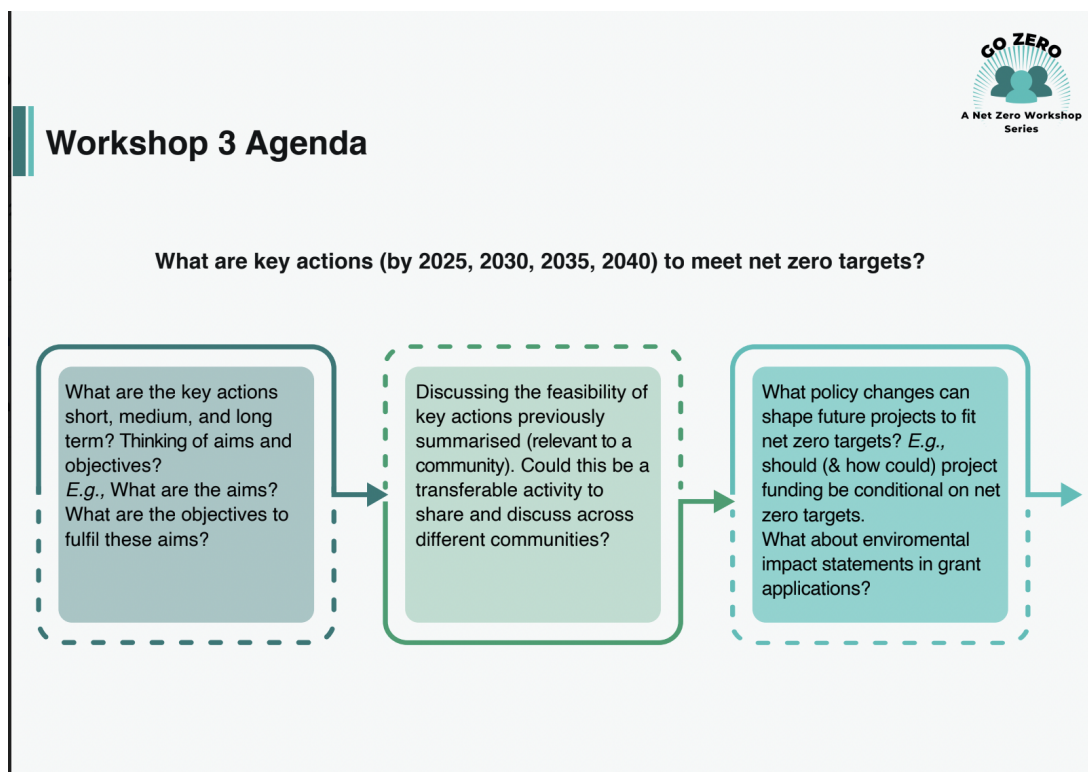 GO ZERO
A Net Zero Workshop
Series
Workshop 3 Agenda
What are key actions (by 2025, 2030, 2035, 2040) to meet net zero targets?
What are the key actions
short, medium, and long
term? Thinking of aims and
objectives?
E.g., What are the aims?
What are the objectives to
fulfil these aims?
Discussing the feasibility of
key actions previously
summarised (relevant to a
community). Could this be a
transferable activity to
share and discuss across
different communities?
What policy changes can
shape future projects to fit
net zero targets? E.g.,
should (& how could) project
funding be conditional on net
zero targets.
What about enviromental
impact statements in grant
applications?